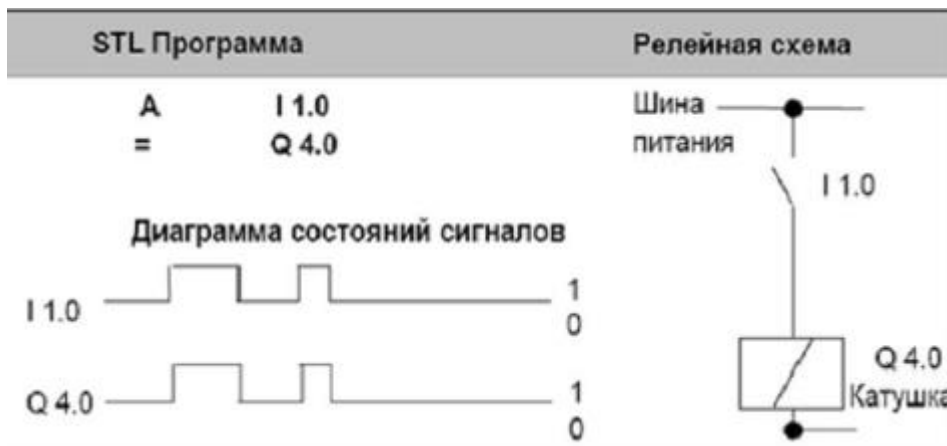 STL Программа
Релейная схема
A I 1.0
= Q 4.0
Шина
питания
I 1.0
Диаграмма состояний сигналов
I 1.0
1
0
Q 4.0
1
0
Q 4.0
Катушка